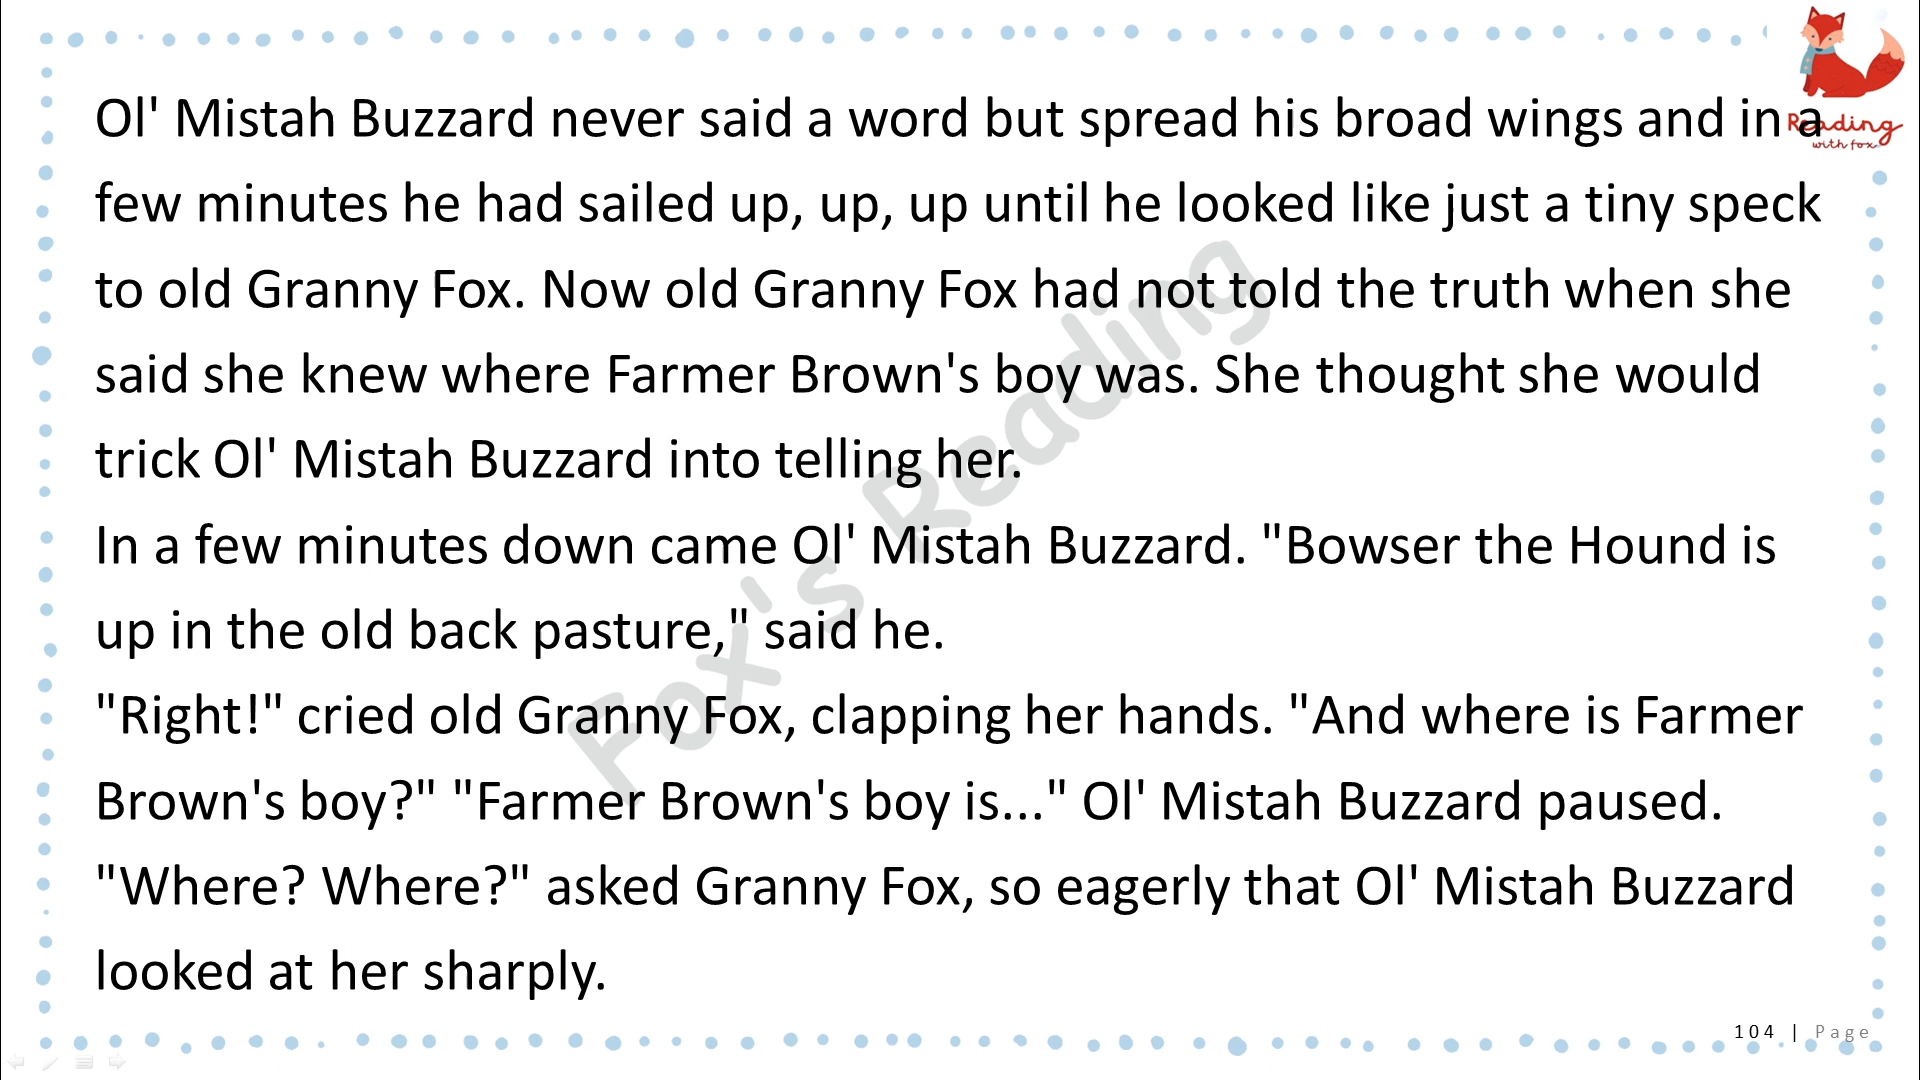 Ol' Mistah Buzzard never said a word but spread his broad wings and in a
Reading
with fox
few minutes he had sailed up, up, up until he looked like just a tiny speck
to old Granny Fox. Now old Granny Fox had not told the truth when she
said she knew where Farmer Brown's boy was. She thought she would
trick Ol' Mistah Buzzard into telling her.
In a few minutes down came Ol' Mistah Buzzard. "Bowser the Hound is
up in the old back pasture," said he.
"Right!" cried old Granny Fox, clapping her hands. "And where is Farmer
Brown's boy?" "Farmer Brown's boy is..." Ol' Mistah Buzzard paused.
"Where? Where?" asked Granny Fox, so eagerly that Ol' Mistah Buzzard
looked at her sharply.
Fox's Reading
104 | Page